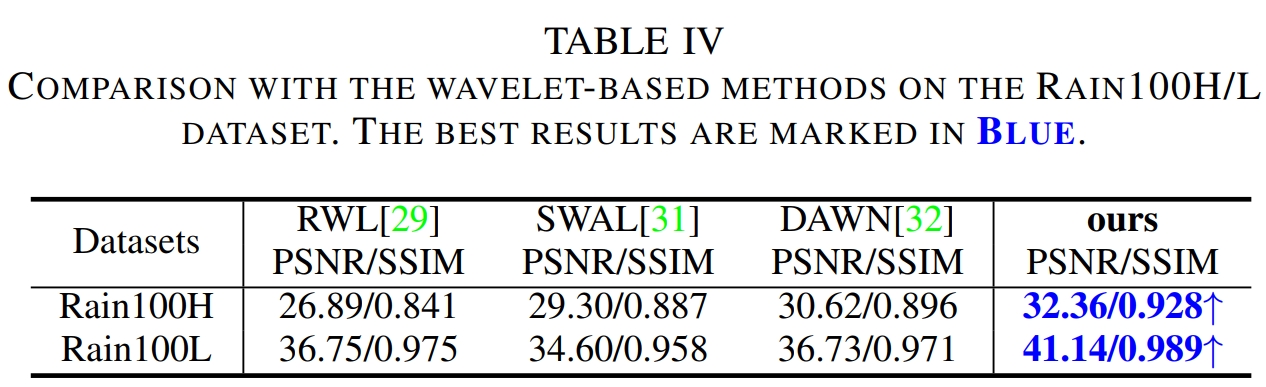 TABLE IV
COMPARISON WITH THE WAVELET-BASED METHODS ON THE RAIN100H/L
DATASET. THE BEST RESULTS ARE MARKED IN BLUE.
Datasets
RWL[29] SWAL[31] DAWN[32] ours
PSNR/SSIM PSNR/SSIM PSNR/SSIM PSNR/SSIM
Rain100H 26.89/0.841 29.30/0.887 30.62/0.896 32.36/0.928↑
Rain100L 36.75/0.975 34.60/0.958 36.73/0.971 41.14/0.989↑